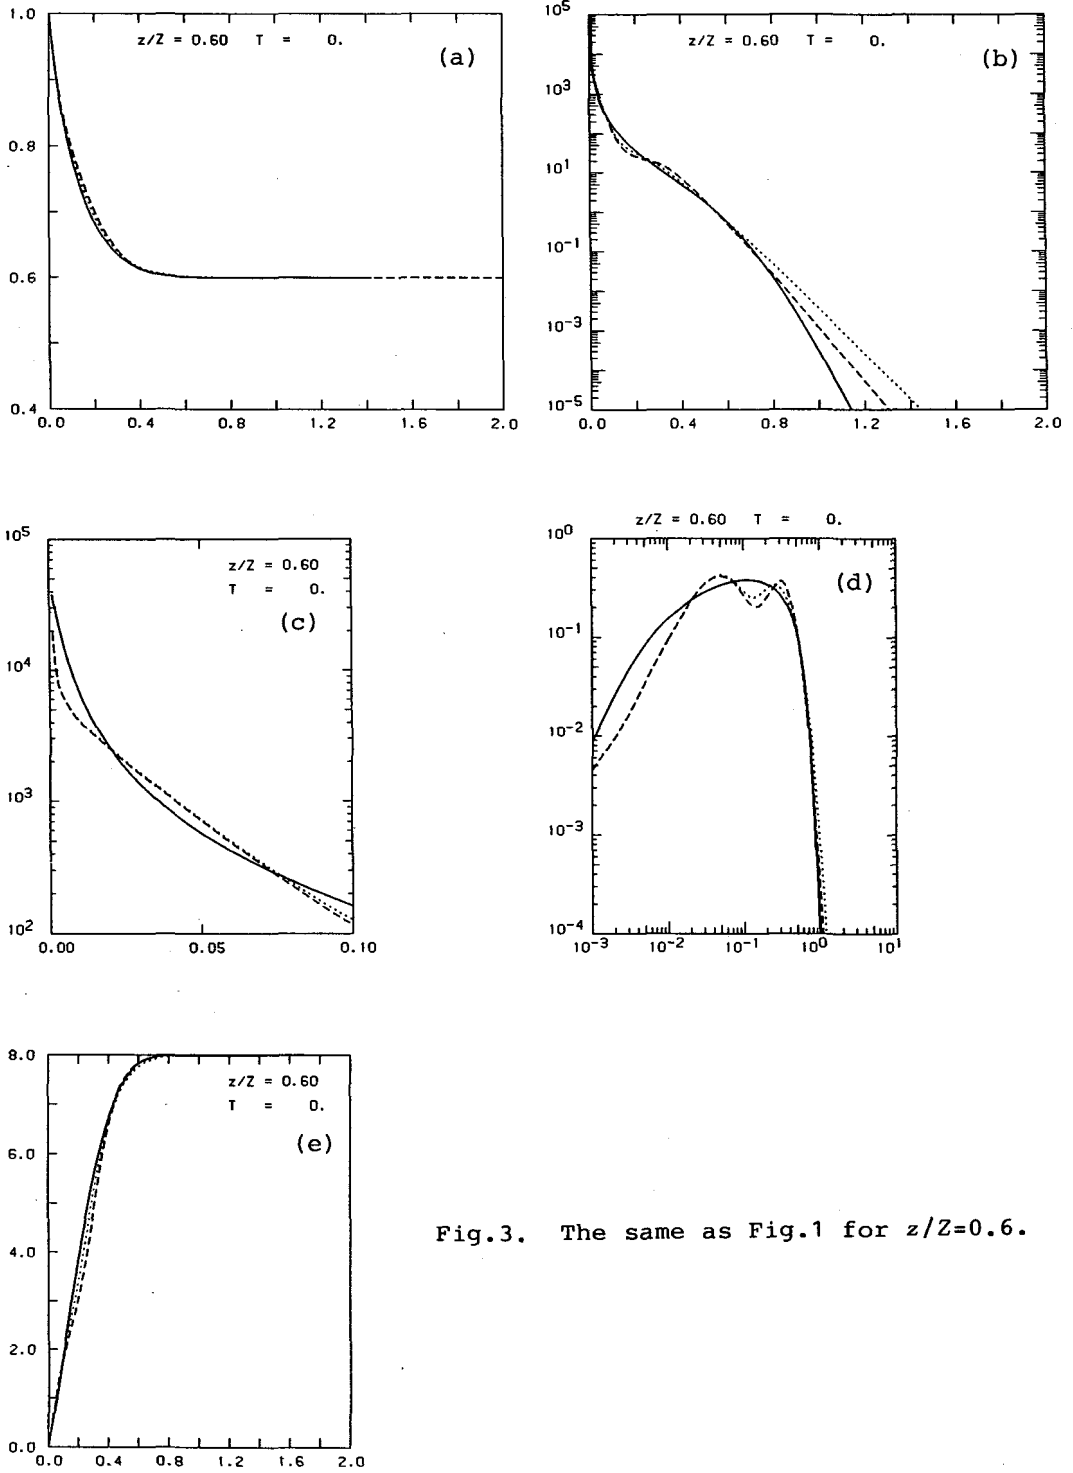 z/Z = 0.60 T = 0.
(a)
1.0
0.8
0.6
0.4
0.0 0.4 0.8 1.2 1.6 2.0
z/Z = 0.60 T = 0.
(b)
10^5
10^3
10^1
10^-1
10^-3
10^-5
0.0 0.4 0.8 1.2 1.6 2.0
z/Z = 0.60
T = 0.
(c)
10^5
10^4
10^3
10^2
0.00 0.05 0.10
z/Z = 0.60 T = 0.
(d)
10^0
10^-1
10^-2
10^-3
10^-4
10^-3 10^-2 10^-1 10^0 10^1
z/Z = 0.60
T = 0.
(e)
8.0
6.0
4.0
2.0
0.0
0.0 0.4 0.8 1.2 1.6 2.0
Fig.3. The same as Fig.1 for z/Z=0.6.